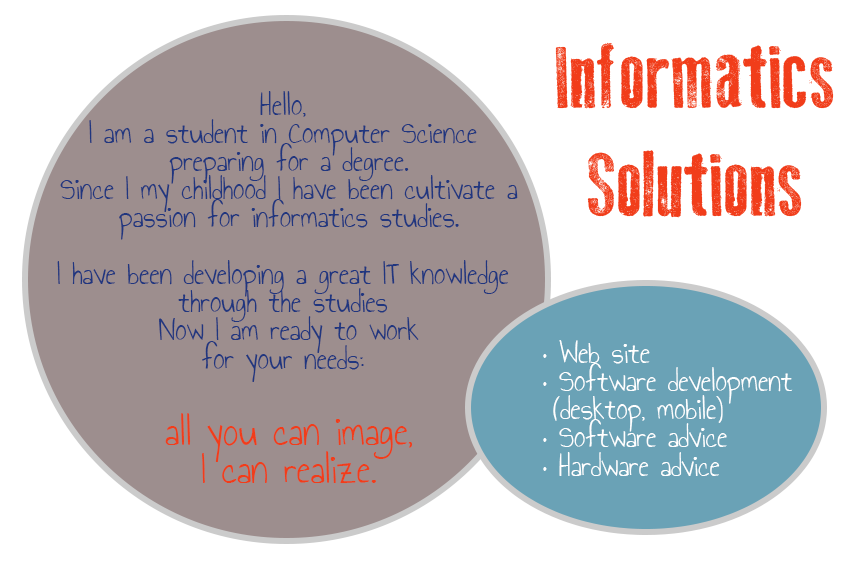 Informatics
Solutions
Hello,
I am a student in Computer Science
preparing for a degree.
Since I my childhood I have been cultivate a
passion for informatics studies.
I have been developing a great IT knowledge
through the studies
Now I am ready to work
for your needs:
all you can image,
I can realize.
• Web site
• Software development
(desktop, mobile)
• Software advice
• Hardware advice